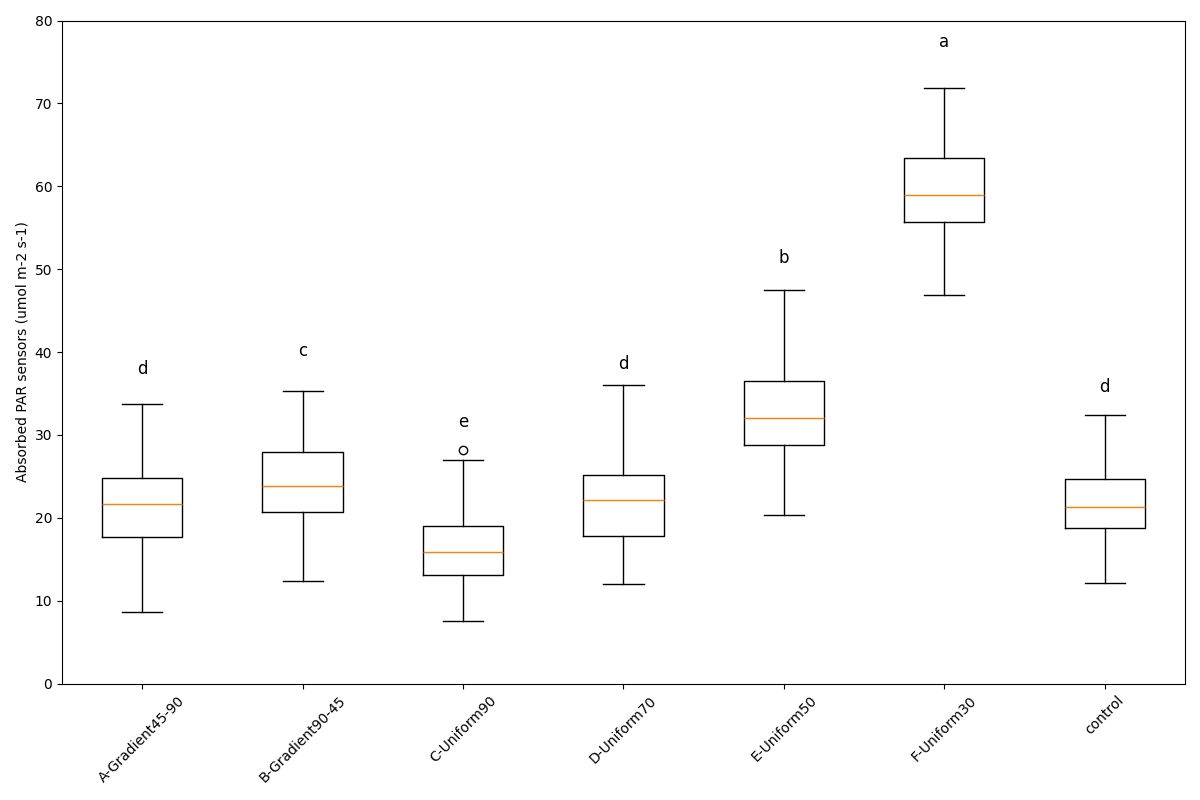 80
70
60
50
40
30
20
10
0
Absorbed PAR sensors (umol m-2 s-1)
d
c
e
d
b
a
d
A-Gradient45-90
B-Gradient90-45
C-Uniform90
D-Uniform70
E-Uniform50
F-Uniform30
control